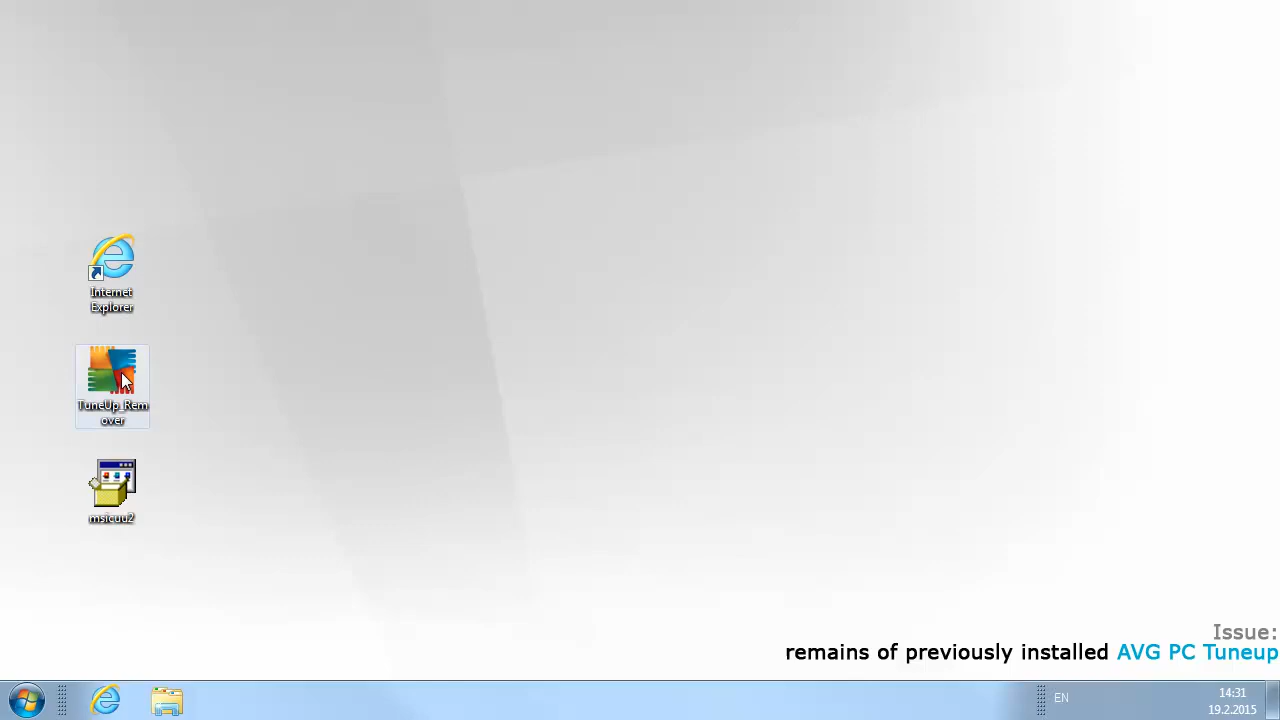 Internet
Explorer
TuneUp_Rem
over
msicuu2
Issue:
remains of previously installed AVG PC Tuneup
EN
14:31
19.2.2015